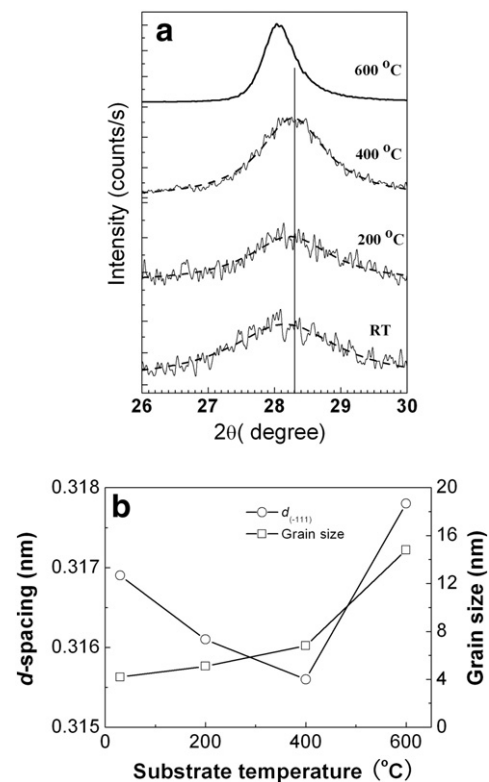 a
600 °C
400 °C
200 °C
RT
Intensity (counts/s)
26 27 28 29 30
2θ( degree)
b
0.318
0.317
0.316
0.315
d-spacing (nm)
d(-111)
Grain size
20
16
12
8
4
0
Grain size (nm)
0 200 400 600
Substrate temperature (°C)